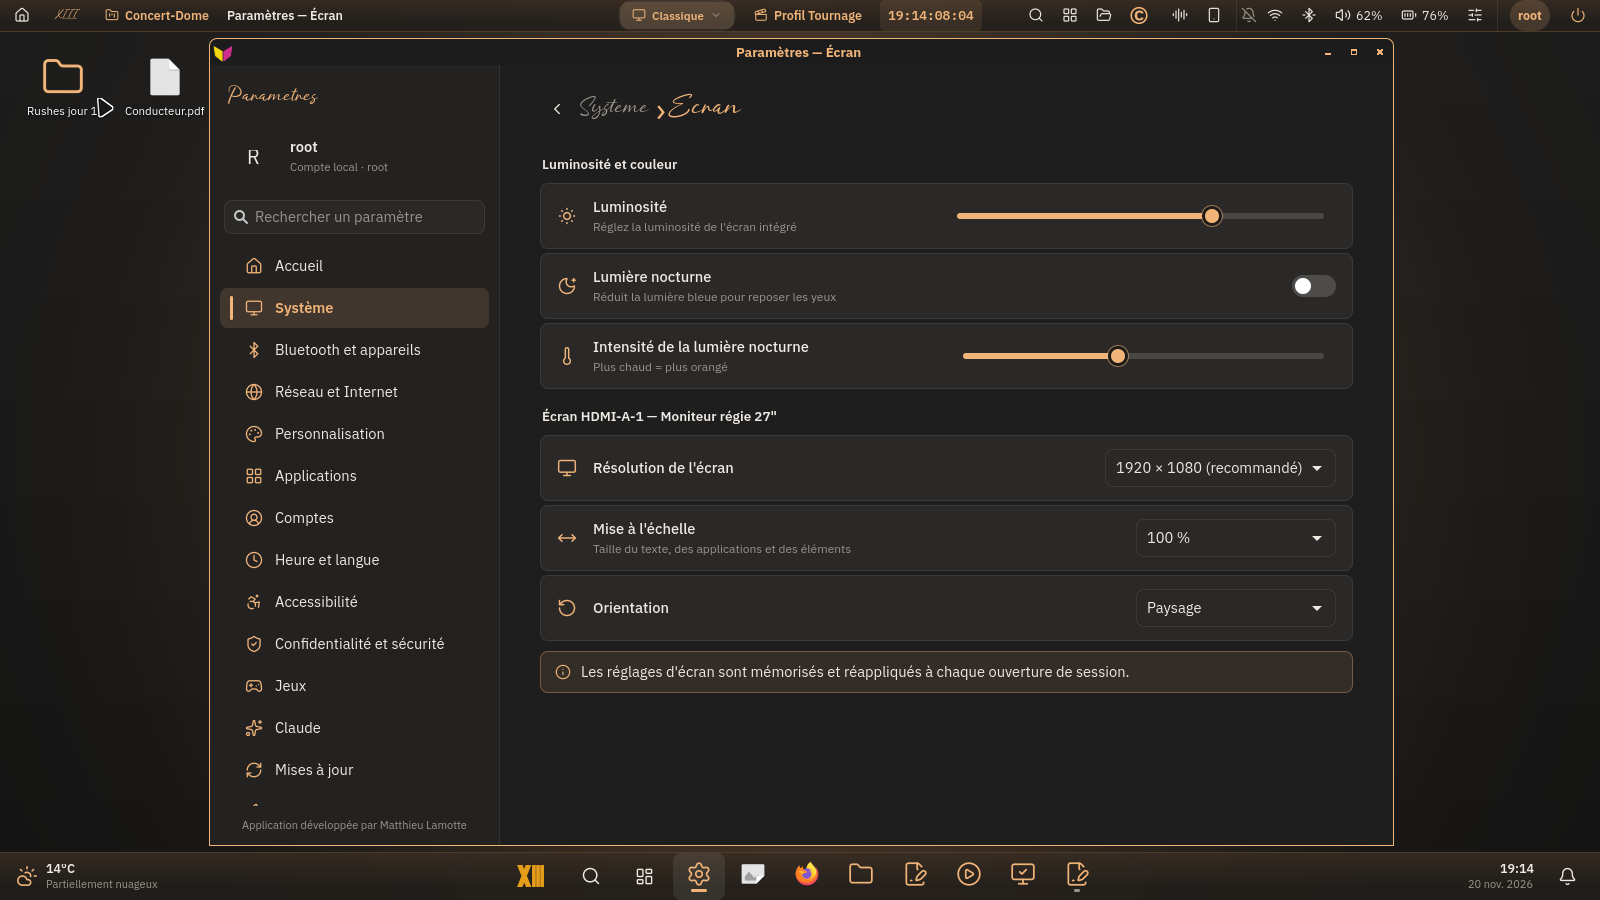 Concert-Dome
Paramètres — Écran
Classique
Profil Tournage
19:14:08:04
62%
76%
root
Rushes jour 1
Conducteur.pdf
Paramètres — Écran
Parametres
R
root
Compte local · root
Rechercher un paramètre
Accueil
Système
Bluetooth et appareils
Réseau et Internet
Personnalisation
Applications
Comptes
Heure et langue
Accessibilité
Confidentialité et sécurité
Jeux
Claude
Mises à jour
Application développée par Matthieu Lamotte
Systeme › Ecran
Luminosité et couleur
Luminosité
Réglez la luminosité de l'écran intégré
Lumière nocturne
Réduit la lumière bleue pour reposer les yeux
Intensité de la lumière nocturne
Plus chaud = plus orangé
Écran HDMI-A-1 — Moniteur régie 27"
Résolution de l'écran
1920 × 1080 (recommandé)
Mise à l'échelle
Taille du texte, des applications et des éléments
100 %
Orientation
Paysage
Les réglages d'écran sont mémorisés et réappliqués à chaque ouverture de session.
14°C
Partiellement nuageux
XIII
19:14
20 nov. 2026